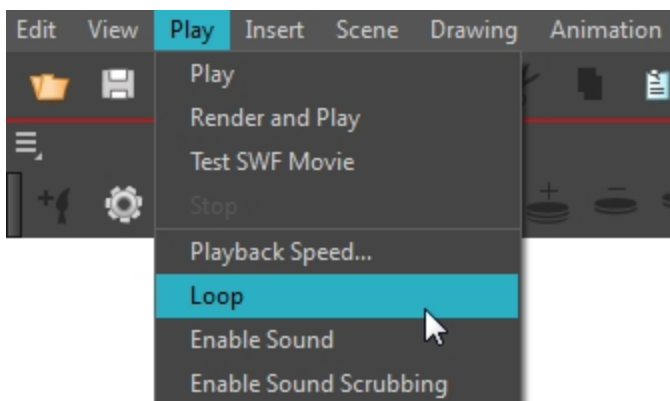 Edit View Play Insert Scene Drawing Animation
Play
Render and Play
Test SWF Movie
Stop
Playback Speed...
Loop
Enable Sound
Enable Sound Scrubbing